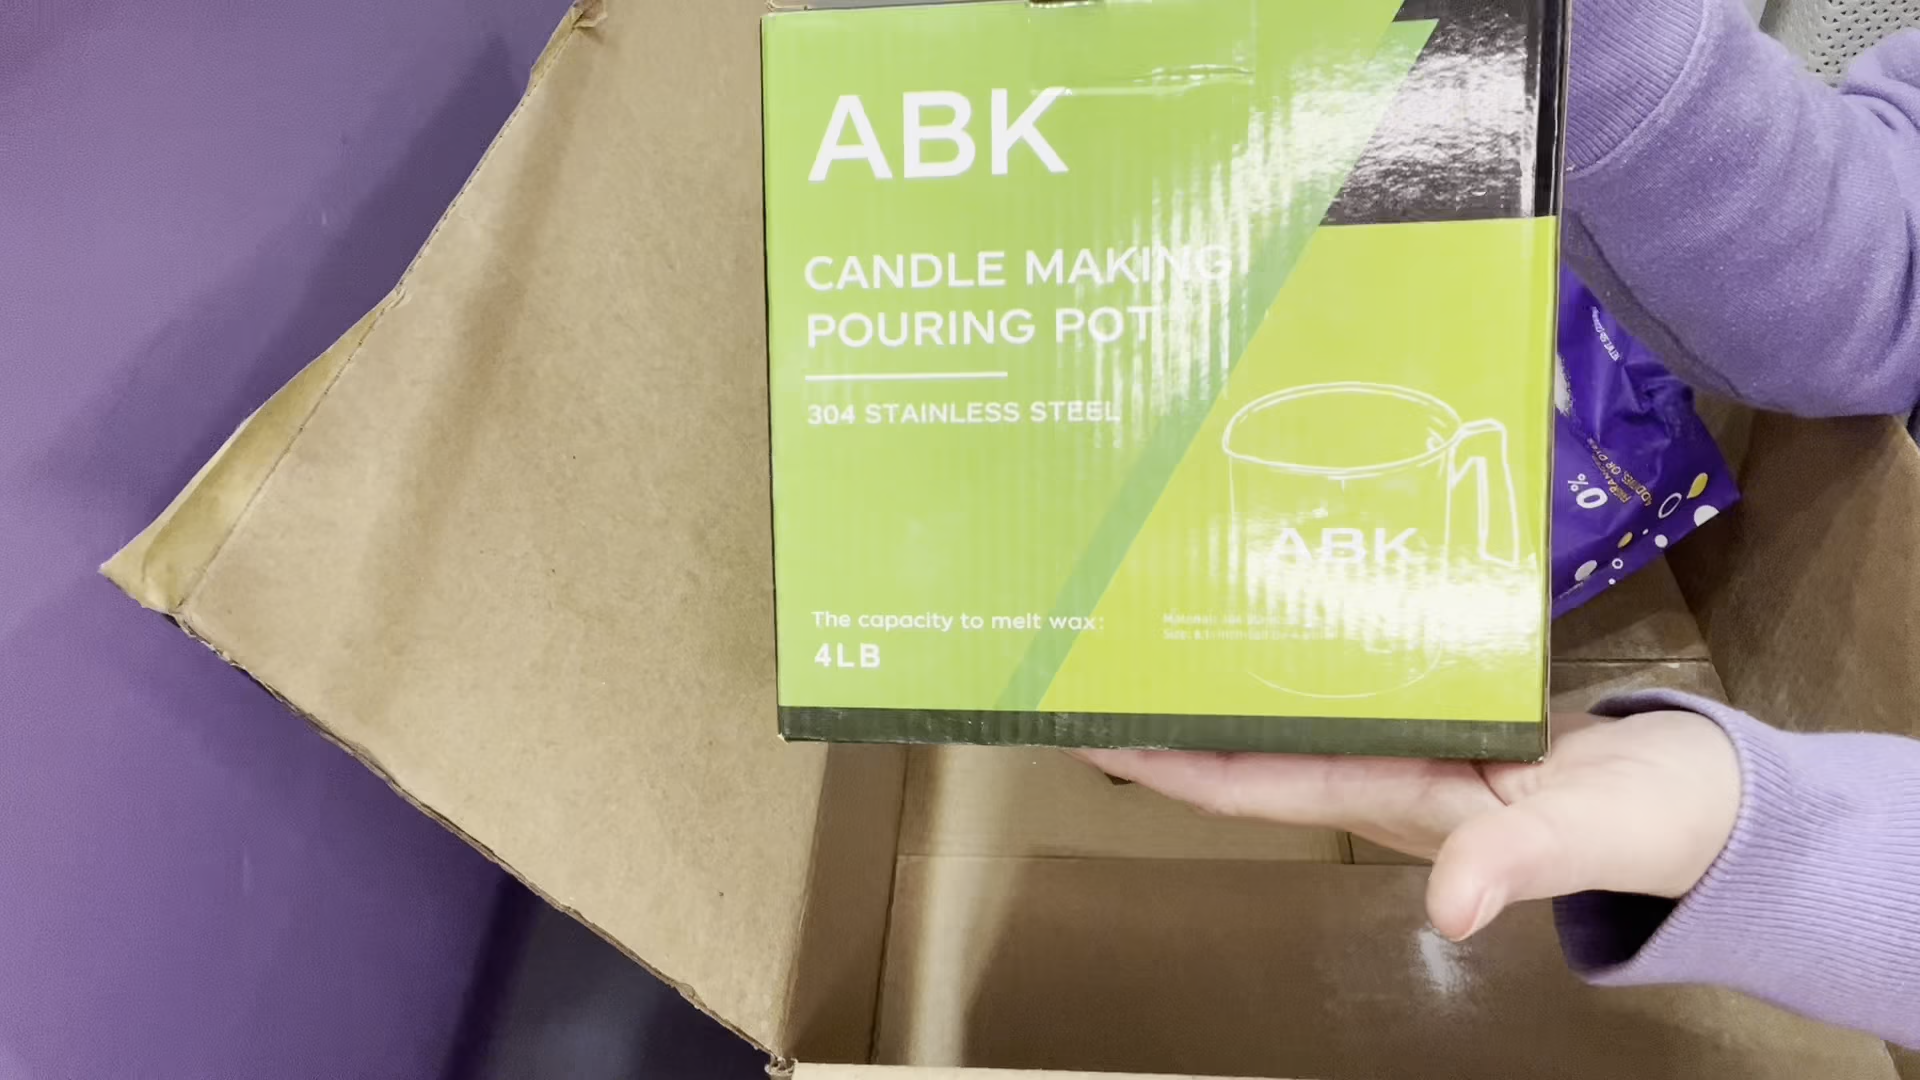 ABK
CANDLE MAKING
POURING POT
304 STAINLESS STEEL
ABK
The capacity to melt wax:
4LB
0%